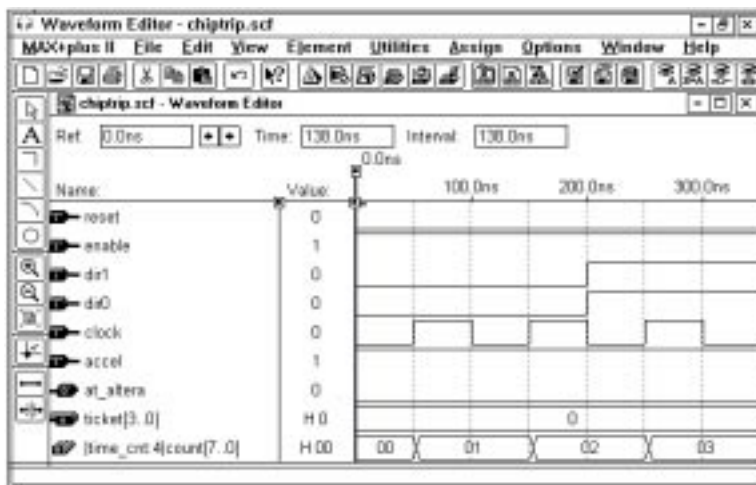 Waveform Editor - chiptrip.scf
MAX+plus II File Edit View Element Utilities Assign Options Window Help
chiptrip.scf - Waveform Editor
Ref: 0.0ns Time: 138.0ns Interval: 138.0ns
0.0ns
Name: Value: 100.0ns 200.0ns 300.0ns
reset 0
enable 1
dir1 0
dir0 0
clock 0
accel 1
at_altera 0
ticket[3..0] H 0 0
|time_cnt:4|count[7..0] H 00 00 01 02 03